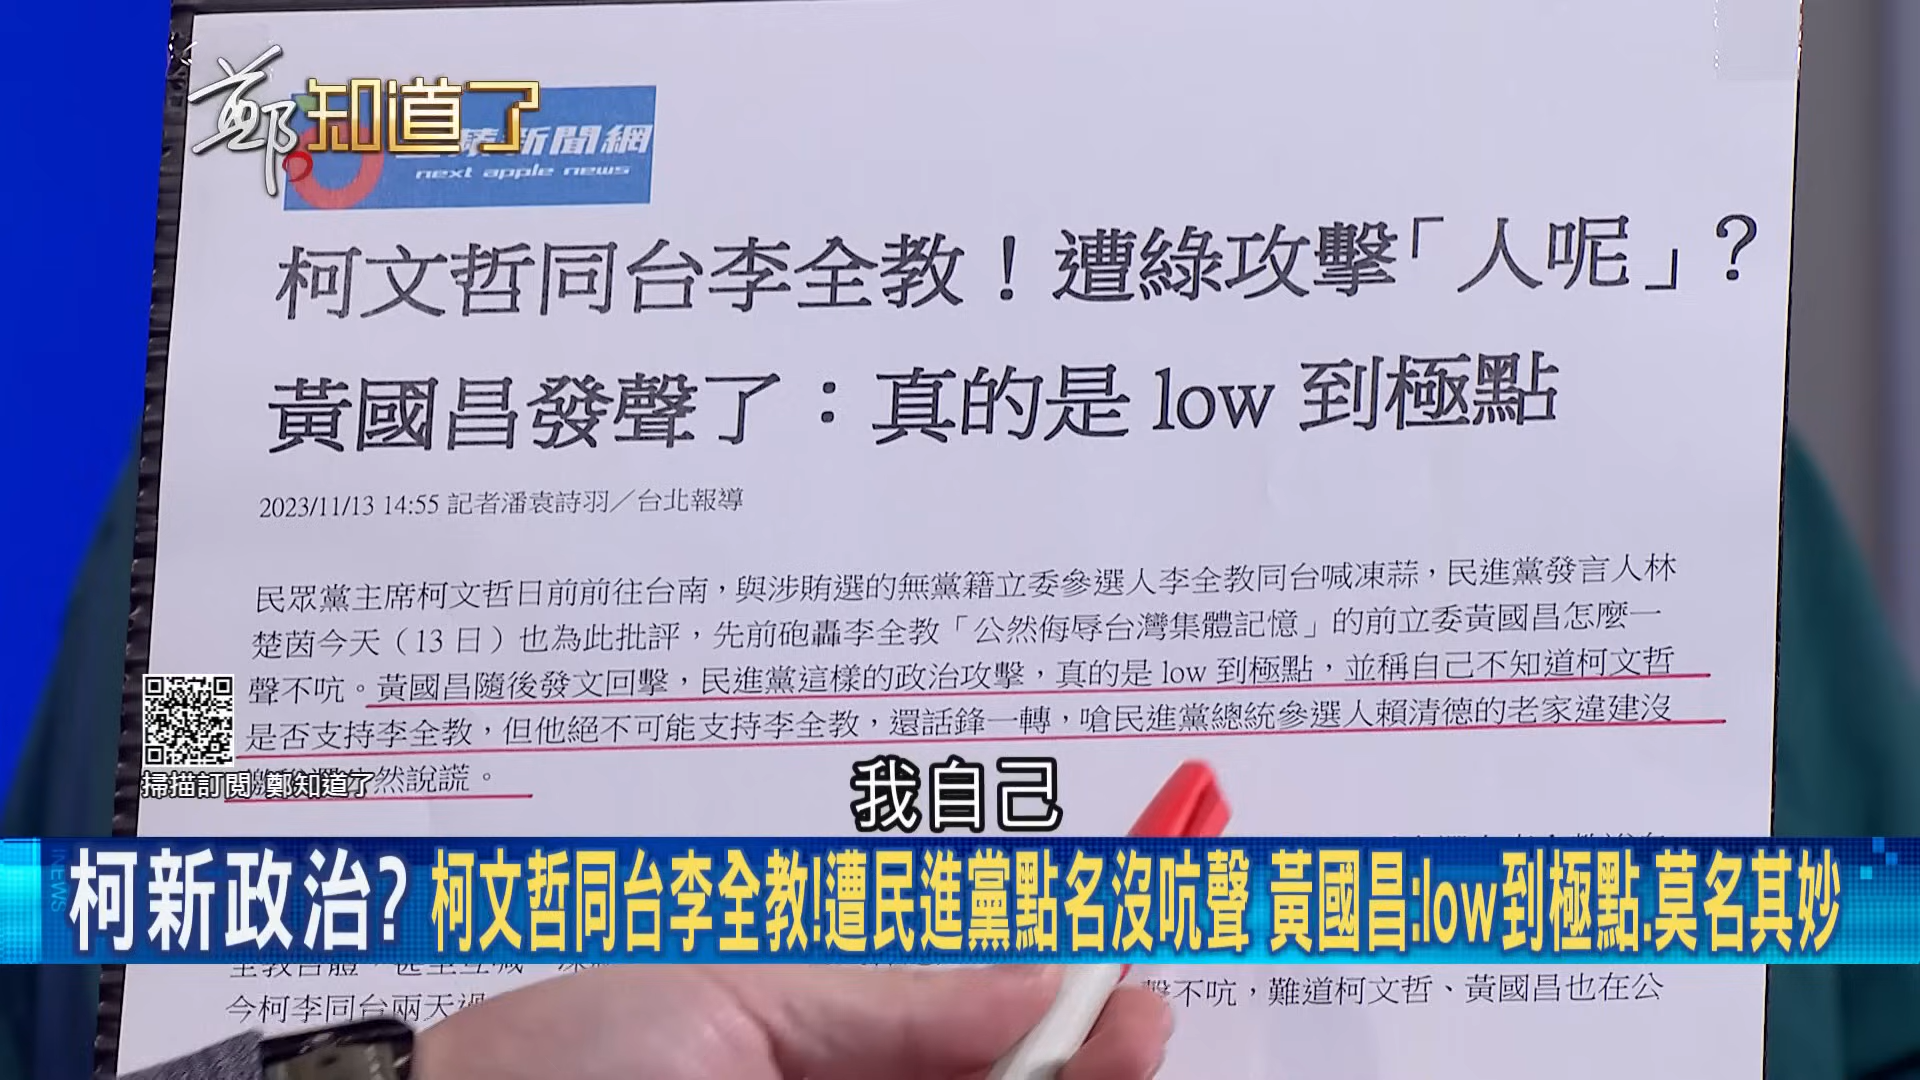 鄭知道了
蘋新聞網
next apple news
柯文哲同台李全教！遭綠攻擊「人呢」？
黃國昌發聲了：真的是 low 到極點
2023/11/13 14:55 記者潘袁詩羽／台北報導
民眾黨主席柯文哲日前前往台南，與涉賄選的無黨籍立委參選人李全教同台喊凍蒜，民進黨發言人林
楚茵今天（13 日）也為此批評，先前砲轟李全教「公然侮辱台灣集體記憶」的前立委黃國昌怎麼一
聲不吭。黃國昌隨後發文回擊，民進黨這樣的政治攻擊，真的是 low 到極點，並稱自己不知道柯文哲
是否支持李全教，但他絕不可能支持李全教，還話鋒一轉，嗆民進黨總統參選人賴清德的老家違建沒
然說謊。
掃描訂閱 鄭知道了
我自己
iNEWS
柯新政治? 柯文哲同台李全教!遭民進黨點名沒吭聲 黃國昌:low到極點.莫名其妙
今柯李同台兩天過
聲不吭，難道柯文哲、黃國昌也在公